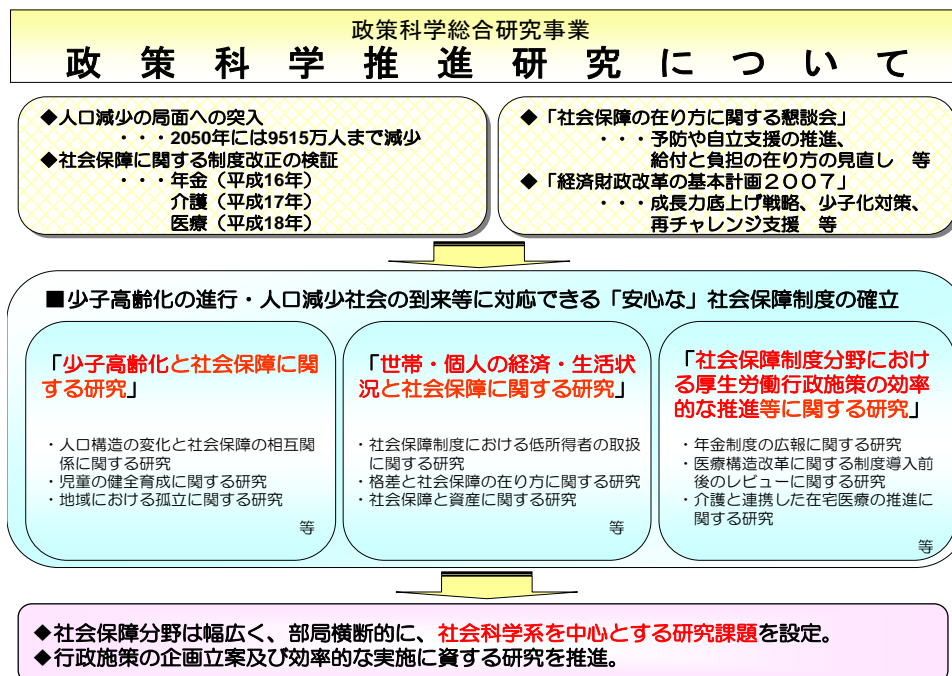 政策科学総合研究事業
政策科学推進研究について
◆人口減少の局面への突入
・・・2050年には9515万人まで減少
◆社会保障に関する制度改正の検証
・・・年金（平成16年）
介護（平成17年）
医療（平成18年）
◆「社会保障の在り方に関する懇談会」
・・・予防や自立支援の推進、
給付と負担の在り方の見直し　等
◆「経済財政改革の基本計画２００７」
・・・成長力底上げ戦略、少子化対策、
再チャレンジ支援　等
■少子高齢化の進行・人口減少社会の到来等に対応できる「安心な」社会保障制度の確立
「少子高齢化と社会保障に関
する研究」
・人口構造の変化と社会保障の相互関
係に関する研究
・児童の健全育成に関する研究
・地域における孤立に関する研究
等
「世帯・個人の経済・生活状
況と社会保障に関する研究」
・社会保障制度における低所得者の取扱
に関する研究
・格差と社会保障の在り方に関する研究
・社会保障と資産に関する研究
等
「社会保障制度分野におけ
る厚生労働行政施策の効率
的な推進等に関する研究」
・年金制度の広報に関する研究
・医療構造改革に関する制度導入前
後のレビューに関する研究
・介護と連携した在宅医療の推進に
関する研究
等
◆社会保障分野は幅広く、部局横断的に、社会科学系を中心とする研究課題を設定。
◆行政施策の企画立案及び効率的な実施に資する研究を推進。